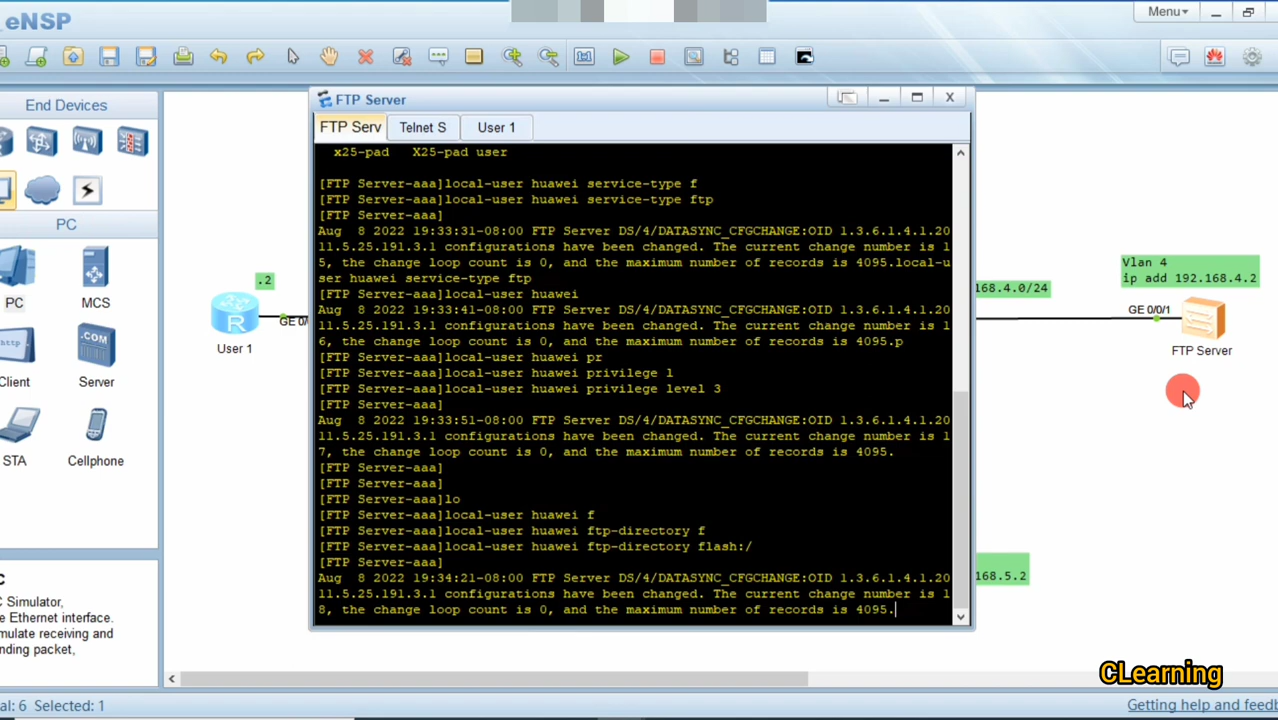 eNSP
Menu
End Devices
PC
PC
MCS
Client
Server
STA
Cellphone
C Simulator,
e Ethernet interface.
mulate receiving and
nding packet,
FTP Server
FTP Serv
Telnet S
User 1
x25-pad X25-pad user
[FTP Server-aaa]local-user huawei service-type f
[FTP Server-aaa]local-user huawei service-type ftp
[FTP Server-aaa]
Aug 8 2022 19:33:31-08:00 FTP Server DS/4/DATASYNC_CFGCHANGE:OID 1.3.6.1.4.1.20
11.5.25.191.3.1 configurations have been changed. The current change number is 1
5, the change loop count is 0, and the maximum number of records is 4095.local-u
ser huawei service-type ftp
[FTP Server-aaa]local-user huawei
Aug 8 2022 19:33:41-08:00 FTP Server DS/4/DATASYNC_CFGCHANGE:OID 1.3.6.1.4.1.20
11.5.25.191.3.1 configurations have been changed. The current change number is 1
6, the change loop count is 0, and the maximum number of records is 4095.p
[FTP Server-aaa]local-user huawei pr
[FTP Server-aaa]local-user huawei privilege l
[FTP Server-aaa]local-user huawei privilege level 3
[FTP Server-aaa]
Aug 8 2022 19:33:51-08:00 FTP Server DS/4/DATASYNC_CFGCHANGE:OID 1.3.6.1.4.1.20
11.5.25.191.3.1 configurations have been changed. The current change number is 1
7, the change loop count is 0, and the maximum number of records is 4095.
[FTP Server-aaa]
[FTP Server-aaa]
[FTP Server-aaa]lo
[FTP Server-aaa]local-user huawei f
[FTP Server-aaa]local-user huawei ftp-directory f
[FTP Server-aaa]local-user huawei ftp-directory flash:/
[FTP Server-aaa]
Aug 8 2022 19:34:21-08:00 FTP Server DS/4/DATASYNC_CFGCHANGE:OID 1.3.6.1.4.1.20
11.5.25.191.3.1 configurations have been changed. The current change number is 1
8, the change loop count is 0, and the maximum number of records is 4095.
.2
GE 0/
User 1
168.4.0/24
Vlan 4
ip add 192.168.4.2
GE 0/0/1
FTP Server
168.5.2
CLearning
al: 6 Selected: 1
Getting help and feedb